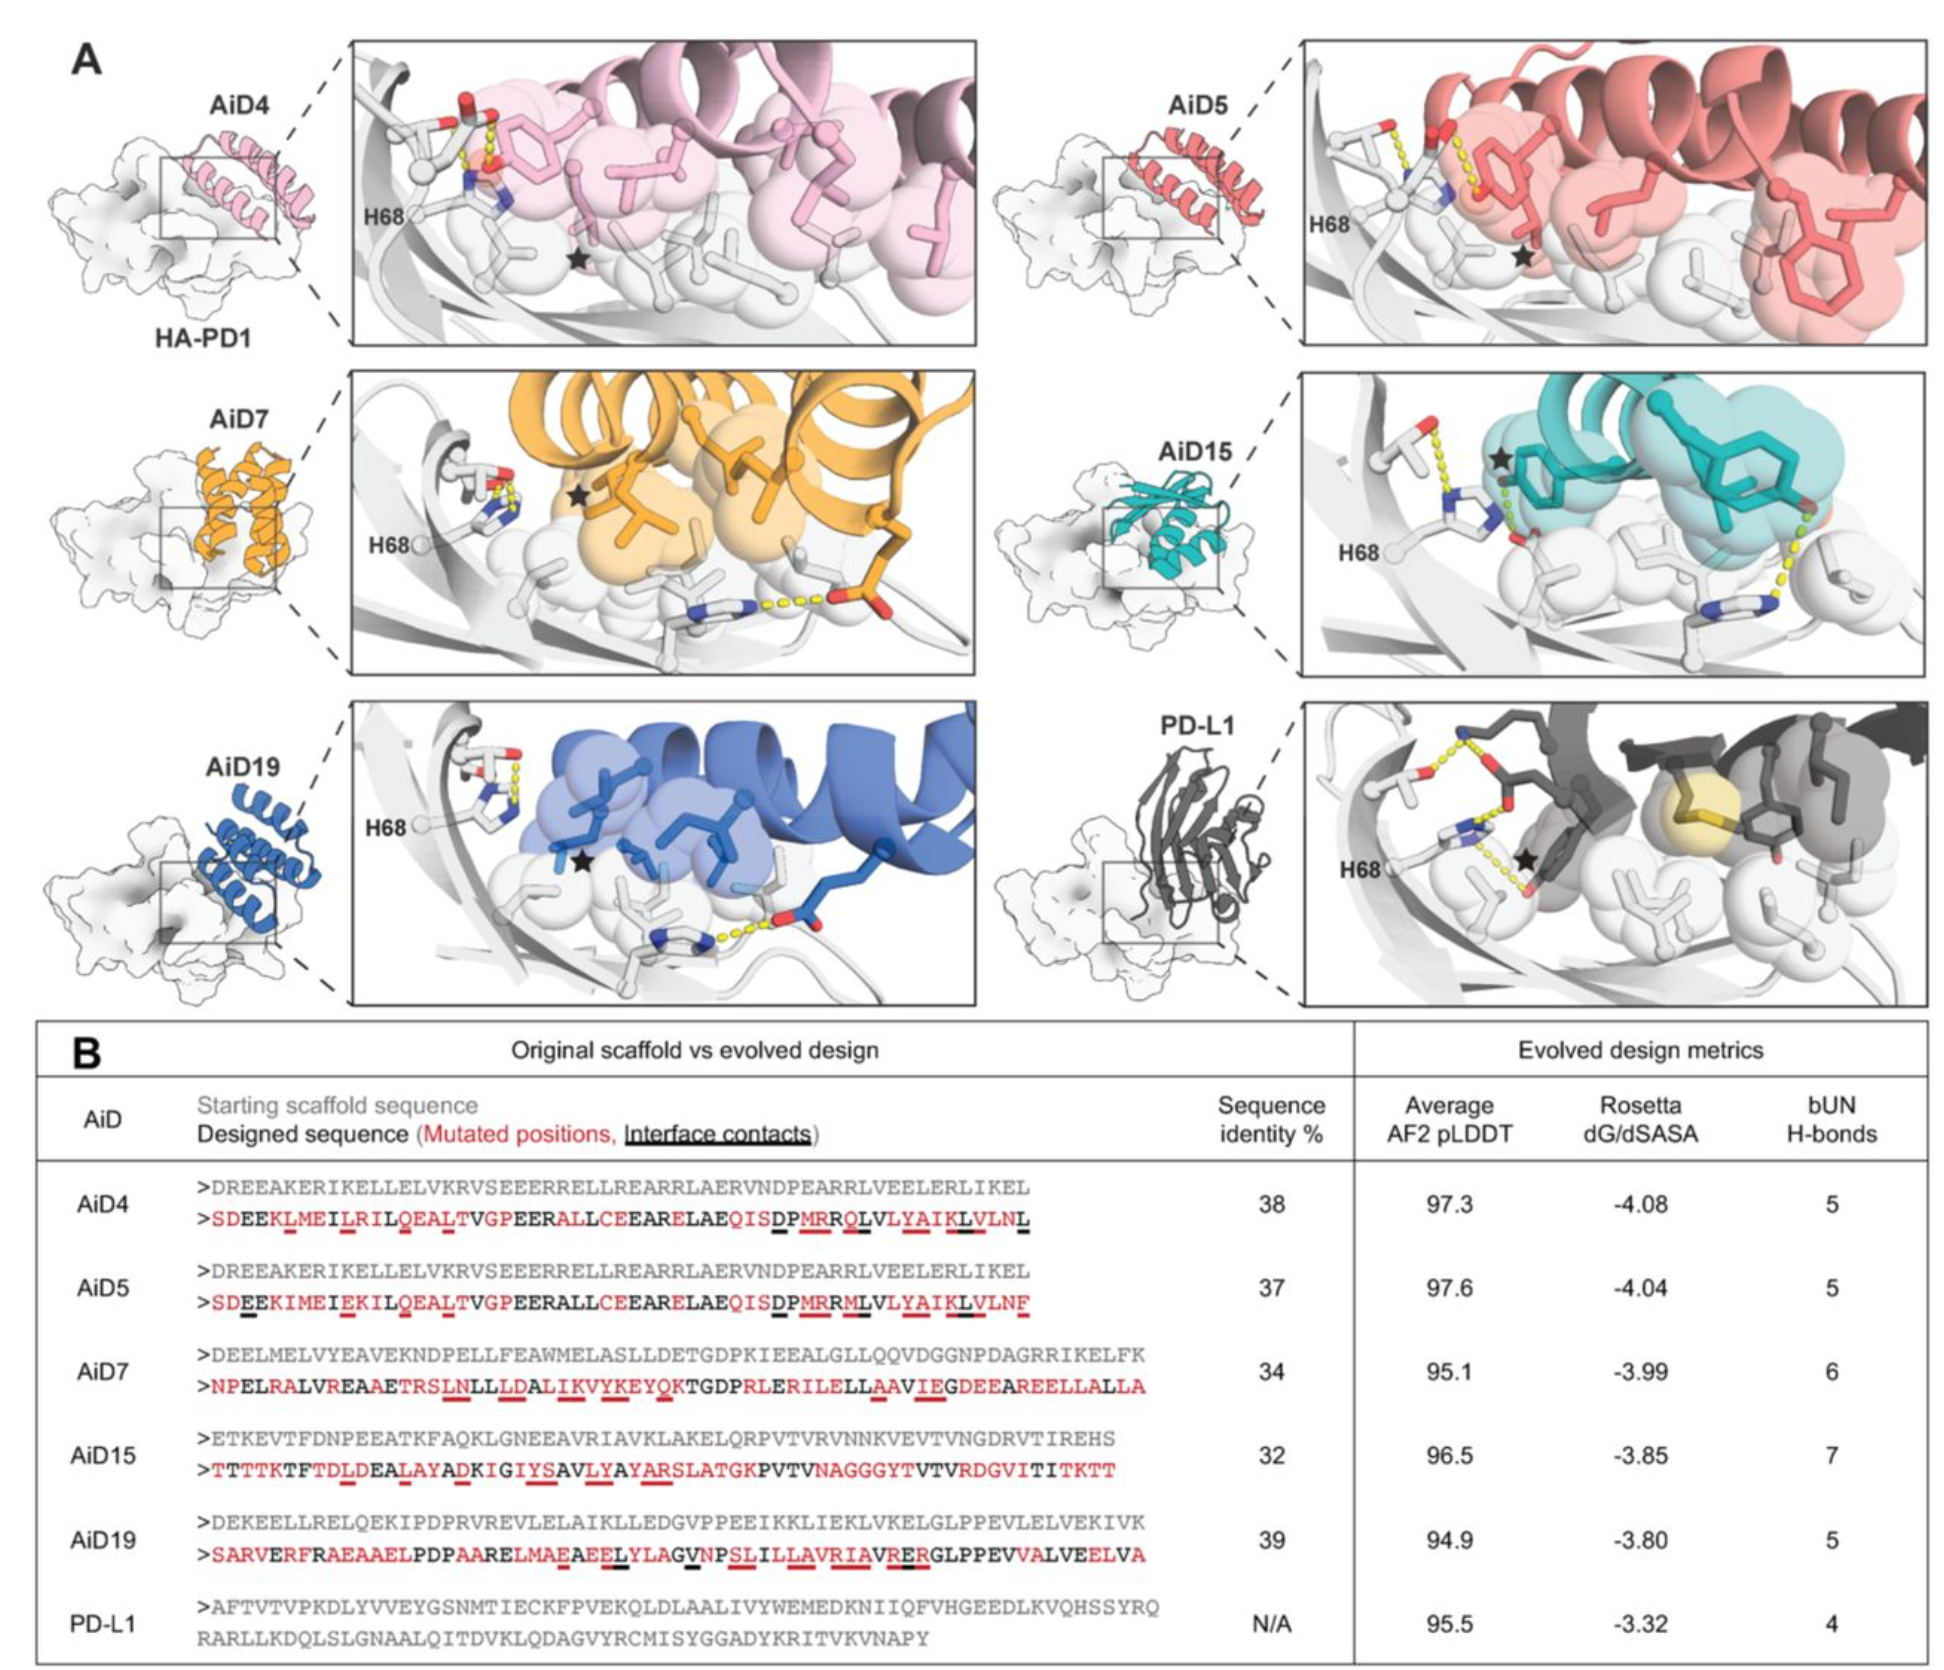 A
AiD4
H68
HA-PD1
AiD5
H68
AiD7
H68
AiD15
H68
AiD19
H68
PD-L1
H68
B
Original scaffold vs evolved design
Evolved design metrics
AiD
Starting scaffold sequence
Designed sequence (Mutated positions, Interface contacts)
Sequence
identity %
Average
AF2 pLDDT
Rosetta
dG/dSASA
bUN
H-bonds
AiD4
>DREEAKERIKELLELVKRVSEEERRELLREARRLAERVNDPEARRLVEELERLIKEL
>SDEEKLMEILRILQEALTVGPEERALLCEEARELAEQISDPMRRQLVLYAIKLVLNL
38
97.3
-4.08
5
AiD5
>DREEAKERIKELLELVKRVSEEERRELLREARRLAERVNDPEARRLVEELERLIKEL
>SDEEKIMEIEKILQEALTVGPEERALLCEEARELAEQISDPMRRMLVLYAIKLVLNF
37
97.6
-4.04
5
AiD7
>DEELMELVYEAVEKNDPELLFEAWMELASLLDETGDPKIEEALGLLQQVDGGNPDAGRRIKELFK
>NPELRALVREAAETRSLNLLLLDALIKVYKEYQKTGDPRLERILELLAAVIEGDEEAREELLALLA
34
95.1
-3.99
6
AiD15
>ETKEVTFDNPEEATKFAQKLGNEEAVRIAVKLAKELQRPVTVRVNNKVEVTVNGDRVTIREHS
>TTTTKTFTDLDEALAYADKIGIYSAVLYAYARSLATGKPVTVNAGGGYTVTVRDGVITITKTT
32
96.5
-3.85
7
AiD19
>DEKEELLRELQEKIPDPRVREVLELAIKLLEDGVPPEEIKKLIEKLVKELGLPPEVLELVEKIVK
>SARVERFRAEAAELPDPAARELMAEAEELYLAGVNPSLILLAVRIAVRERGLPPEVVALVEELVA
39
94.9
-3.80
5
PD-L1
>AFTVTVPKDLYVVEYGSNMTIECKFPVEKQLDLAALIVYWEMEDKNIIQFVHGEEDLKVQHSSYRQ
RARLLKDQLSLGNAALQITDVKLQDAGVYRCMISYGGADYKRITVKVNAPY
N/A
95.5
-3.32
4